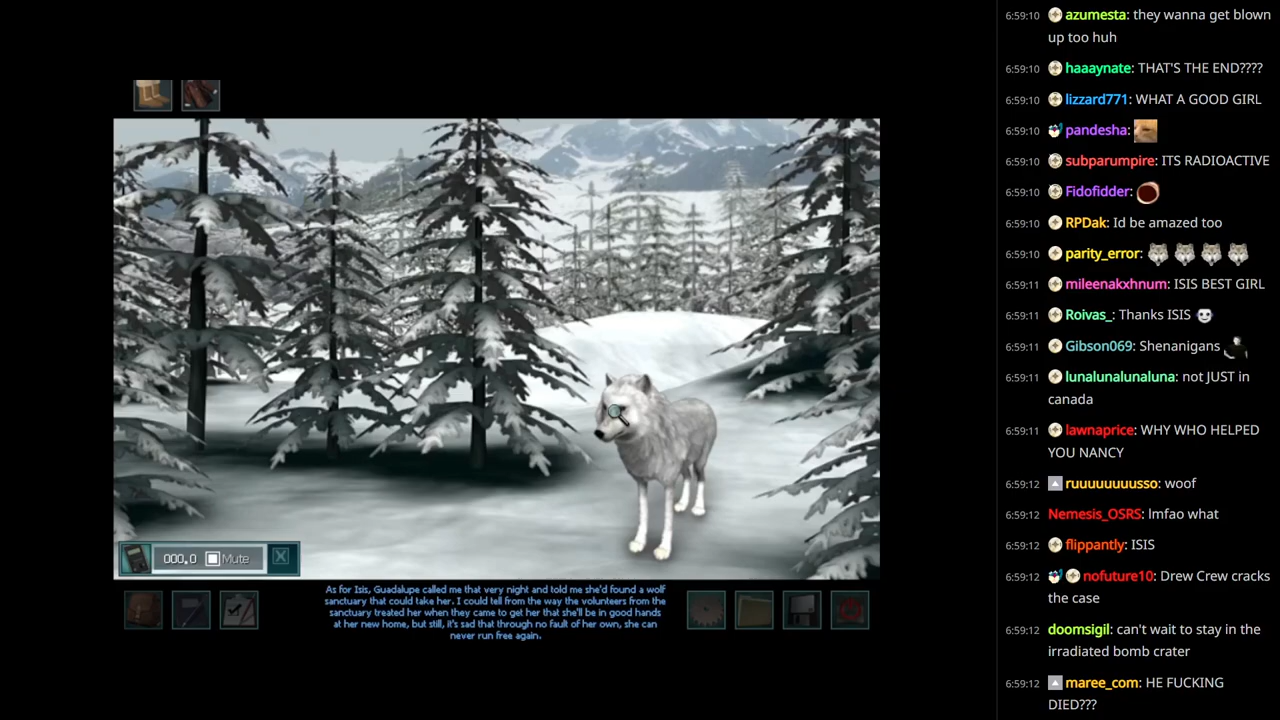 000.0 Mute
As for Isis, Guadalupe called me that very night and told me she'd found a wolf
sanctuary that could take her. I could tell from the way the volunteers from the
sanctuary treated her when they came to get her that she'll be in good hands
at her new home, but still, it's sad that through no fault of her own, she can
never run free again.
6:59:10 azumesta: they wanna get blown
up too huh
6:59:10 haaaynate: THAT'S THE END????
6:59:10 lizzard771: WHAT A GOOD GIRL
6:59:10 pandesha:
6:59:10 subparumpire: ITS RADIOACTIVE
6:59:10 Fidofidder:
6:59:10 RPDak: Id be amazed too
6:59:10 parity_error:
6:59:11 mileenakxhnum: ISIS BEST GIRL
6:59:11 Roivas_: Thanks ISIS
6:59:11 Gibson069: Shenanigans
6:59:11 lunalunalunaluna: not JUST in
canada
6:59:11 lawnaprice: WHY WHO HELPED
YOU NANCY
6:59:12 ruuuuuuusso: woof
6:59:12 Nemesis_OSRS: lmfao what
6:59:12 flippantly: ISIS
6:59:12 nofuture10: Drew Crew cracks
the case
6:59:12 doomsigil: can't wait to stay in the
irradiated bomb crater
6:59:12 maree_com: HE FUCKING
DIED???